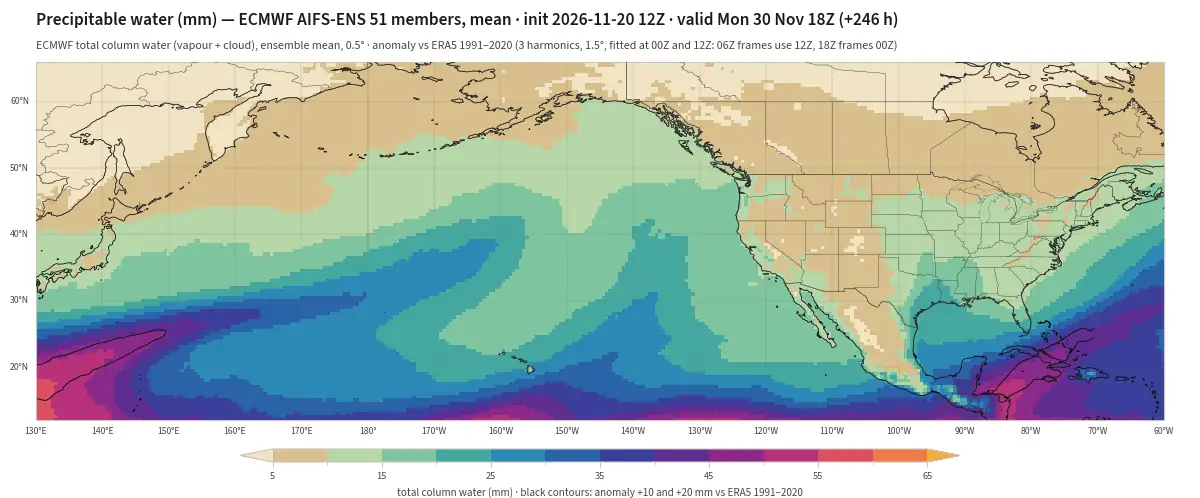 Precipitable water (mm) — ECMWF AIFS-ENS 51 members, mean · init 2026-11-20 12Z · valid Mon 30 Nov 18Z (+246 h)
ECMWF total column water (vapour + cloud), ensemble mean, 0.5° · anomaly vs ERA5 1991–2020 (3 harmonics, 1.5°, fitted at 00Z and 12Z: 06Z frames use 12Z, 18Z frames 00Z)
60°N
50°N
40°N
30°N
20°N
130°E 140°E 150°E 160°E 170°E 180° 170°W 160°W 150°W 140°W 130°W 120°W 110°W 100°W 90°W 80°W 70°W 60°W
5 15 25 35 45 55 65
total column water (mm) · black contours: anomaly +10 and +20 mm vs ERA5 1991–2020